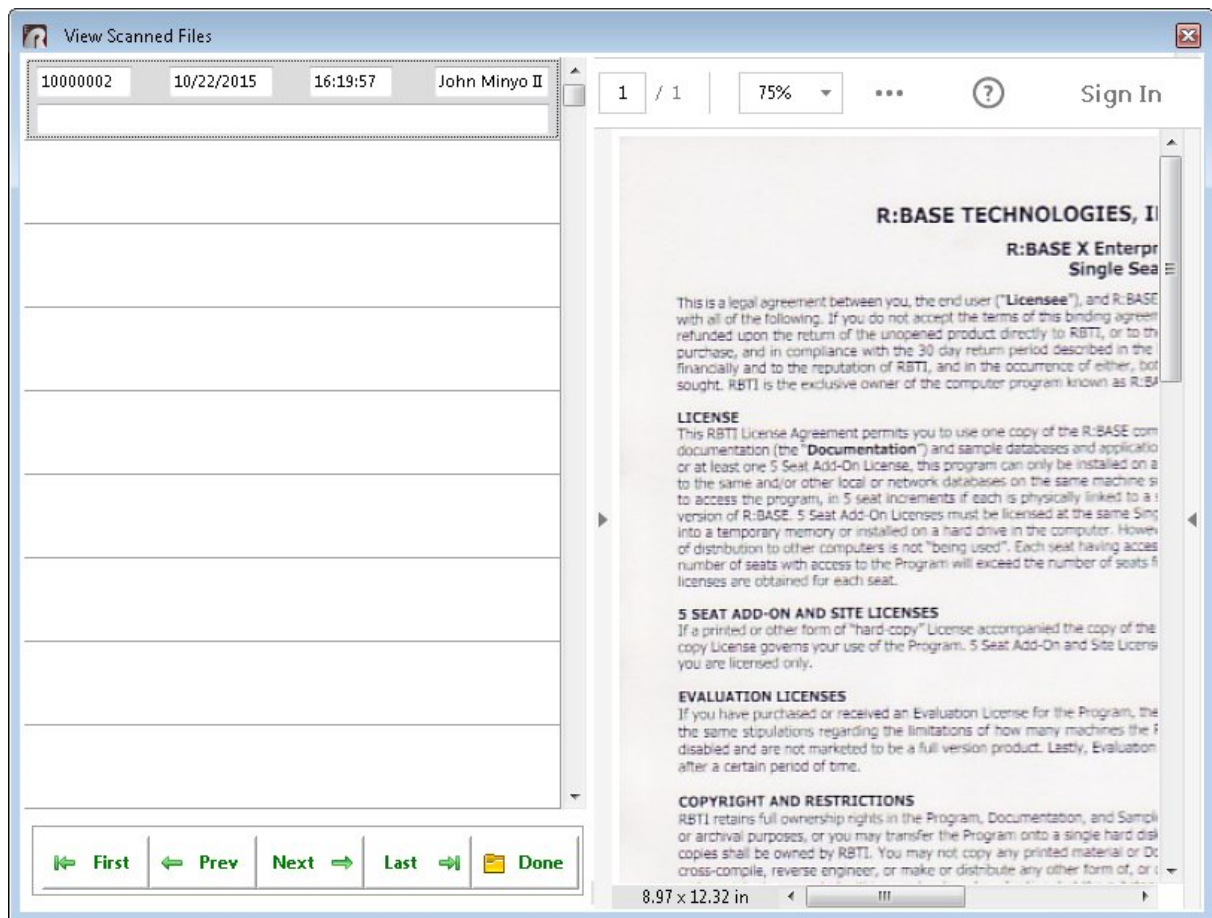 View Scanned Files
10000002 10/22/2015 16:19:57 John Minyo II
1 / 1 75% ••• ? Sign In
R:BASE TECHNOLOGIES, I
R:BASE X Enterpr
Single Sea
This is a legal agreement between you, the end user ("Licensee"), and R:BASE
with all of the following. If you do not accept the terms of this binding agreem
refunded upon the return of the unopened product directly to RBTI, or to th
purchase, and in compliance with the 30 day return period described in the
financially and to the reputation of RBTI, and in the occurrence of either, bot
sought. RBTI is the exclusive owner of the computer program known as R:BA
LICENSE
This RBTI License Agreement permits you to use one copy of the R:BASE com
documentation (the "Documentation") and sample databases and applicatio
or at least one 5 Seat Add-On License, this program can only be installed on a
to the same and/or other local or network databases on the same machine s
to access the program, in 5 seat increments if each is physically linked to a s
version of R:BASE. 5 Seat Add-On Licenses must be licensed at the same Sing
into a temporary memory or installed on a hard drive in the computer. Howev
of distribution to other computers is not "being used". Each seat having acces
number of seats with access to the Program will exceed the number of seats f
licenses are obtained for each seat.
5 SEAT ADD-ON AND SITE LICENSES
If a printed or other form of "hard-copy" License accompanied the copy of the
copy License governs your use of the Program. 5 Seat Add-On and Site Licens
you are licensed only.
EVALUATION LICENSES
If you have purchased or received an Evaluation License for the Program, the
the same stipulations regarding the limitations of how many machines the P
disabled and are not marketed to be a full version product. Lastly, Evaluation
after a certain period of time.
COPYRIGHT AND RESTRICTIONS
RBTI retains full ownership rights in the Program, Documentation, and Sampl
or archival purposes, or you may transfer the Program onto a single hard disk
copies shall be owned by RBTI. You may not copy any printed material or Do
cross-compile, reverse engineer, or make or distribute any other form of, or
First Prev Next Last Done
8.97 x 12.32 in